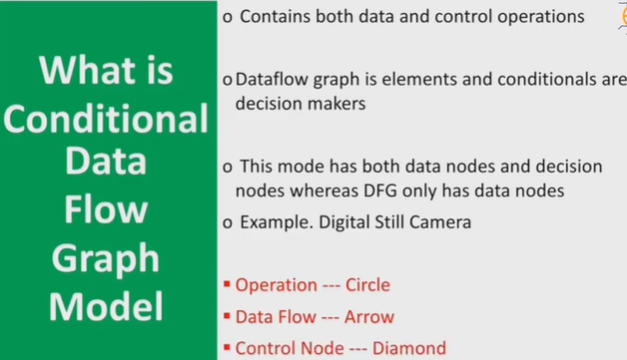 What is
Conditional
Data
Flow
Graph
Model
o Contains both data and control operations
o Dataflow graph is elements and conditionals are
decision makers
o This mode has both data nodes and decision
nodes whereas DFG only has data nodes
o Example. Digital Still Camera
▪ Operation --- Circle
▪ Data Flow --- Arrow
▪ Control Node --- Diamond